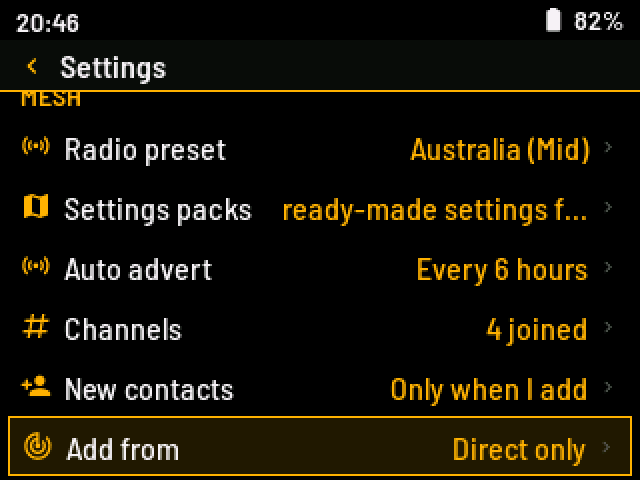 20:46 82%
Settings
MESH
Radio preset Australia (Mid)
Settings packs ready-made settings f...
Auto advert Every 6 hours
Channels 4 joined
New contacts Only when I add
Add from Direct only